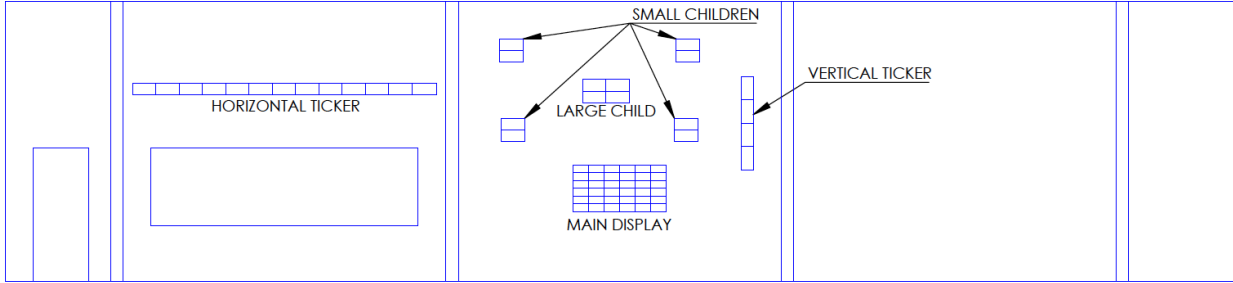 SMALL CHILDREN
VERTICAL TICKER
HORIZONTAL TICKER
LARGE CHILD
MAIN DISPLAY